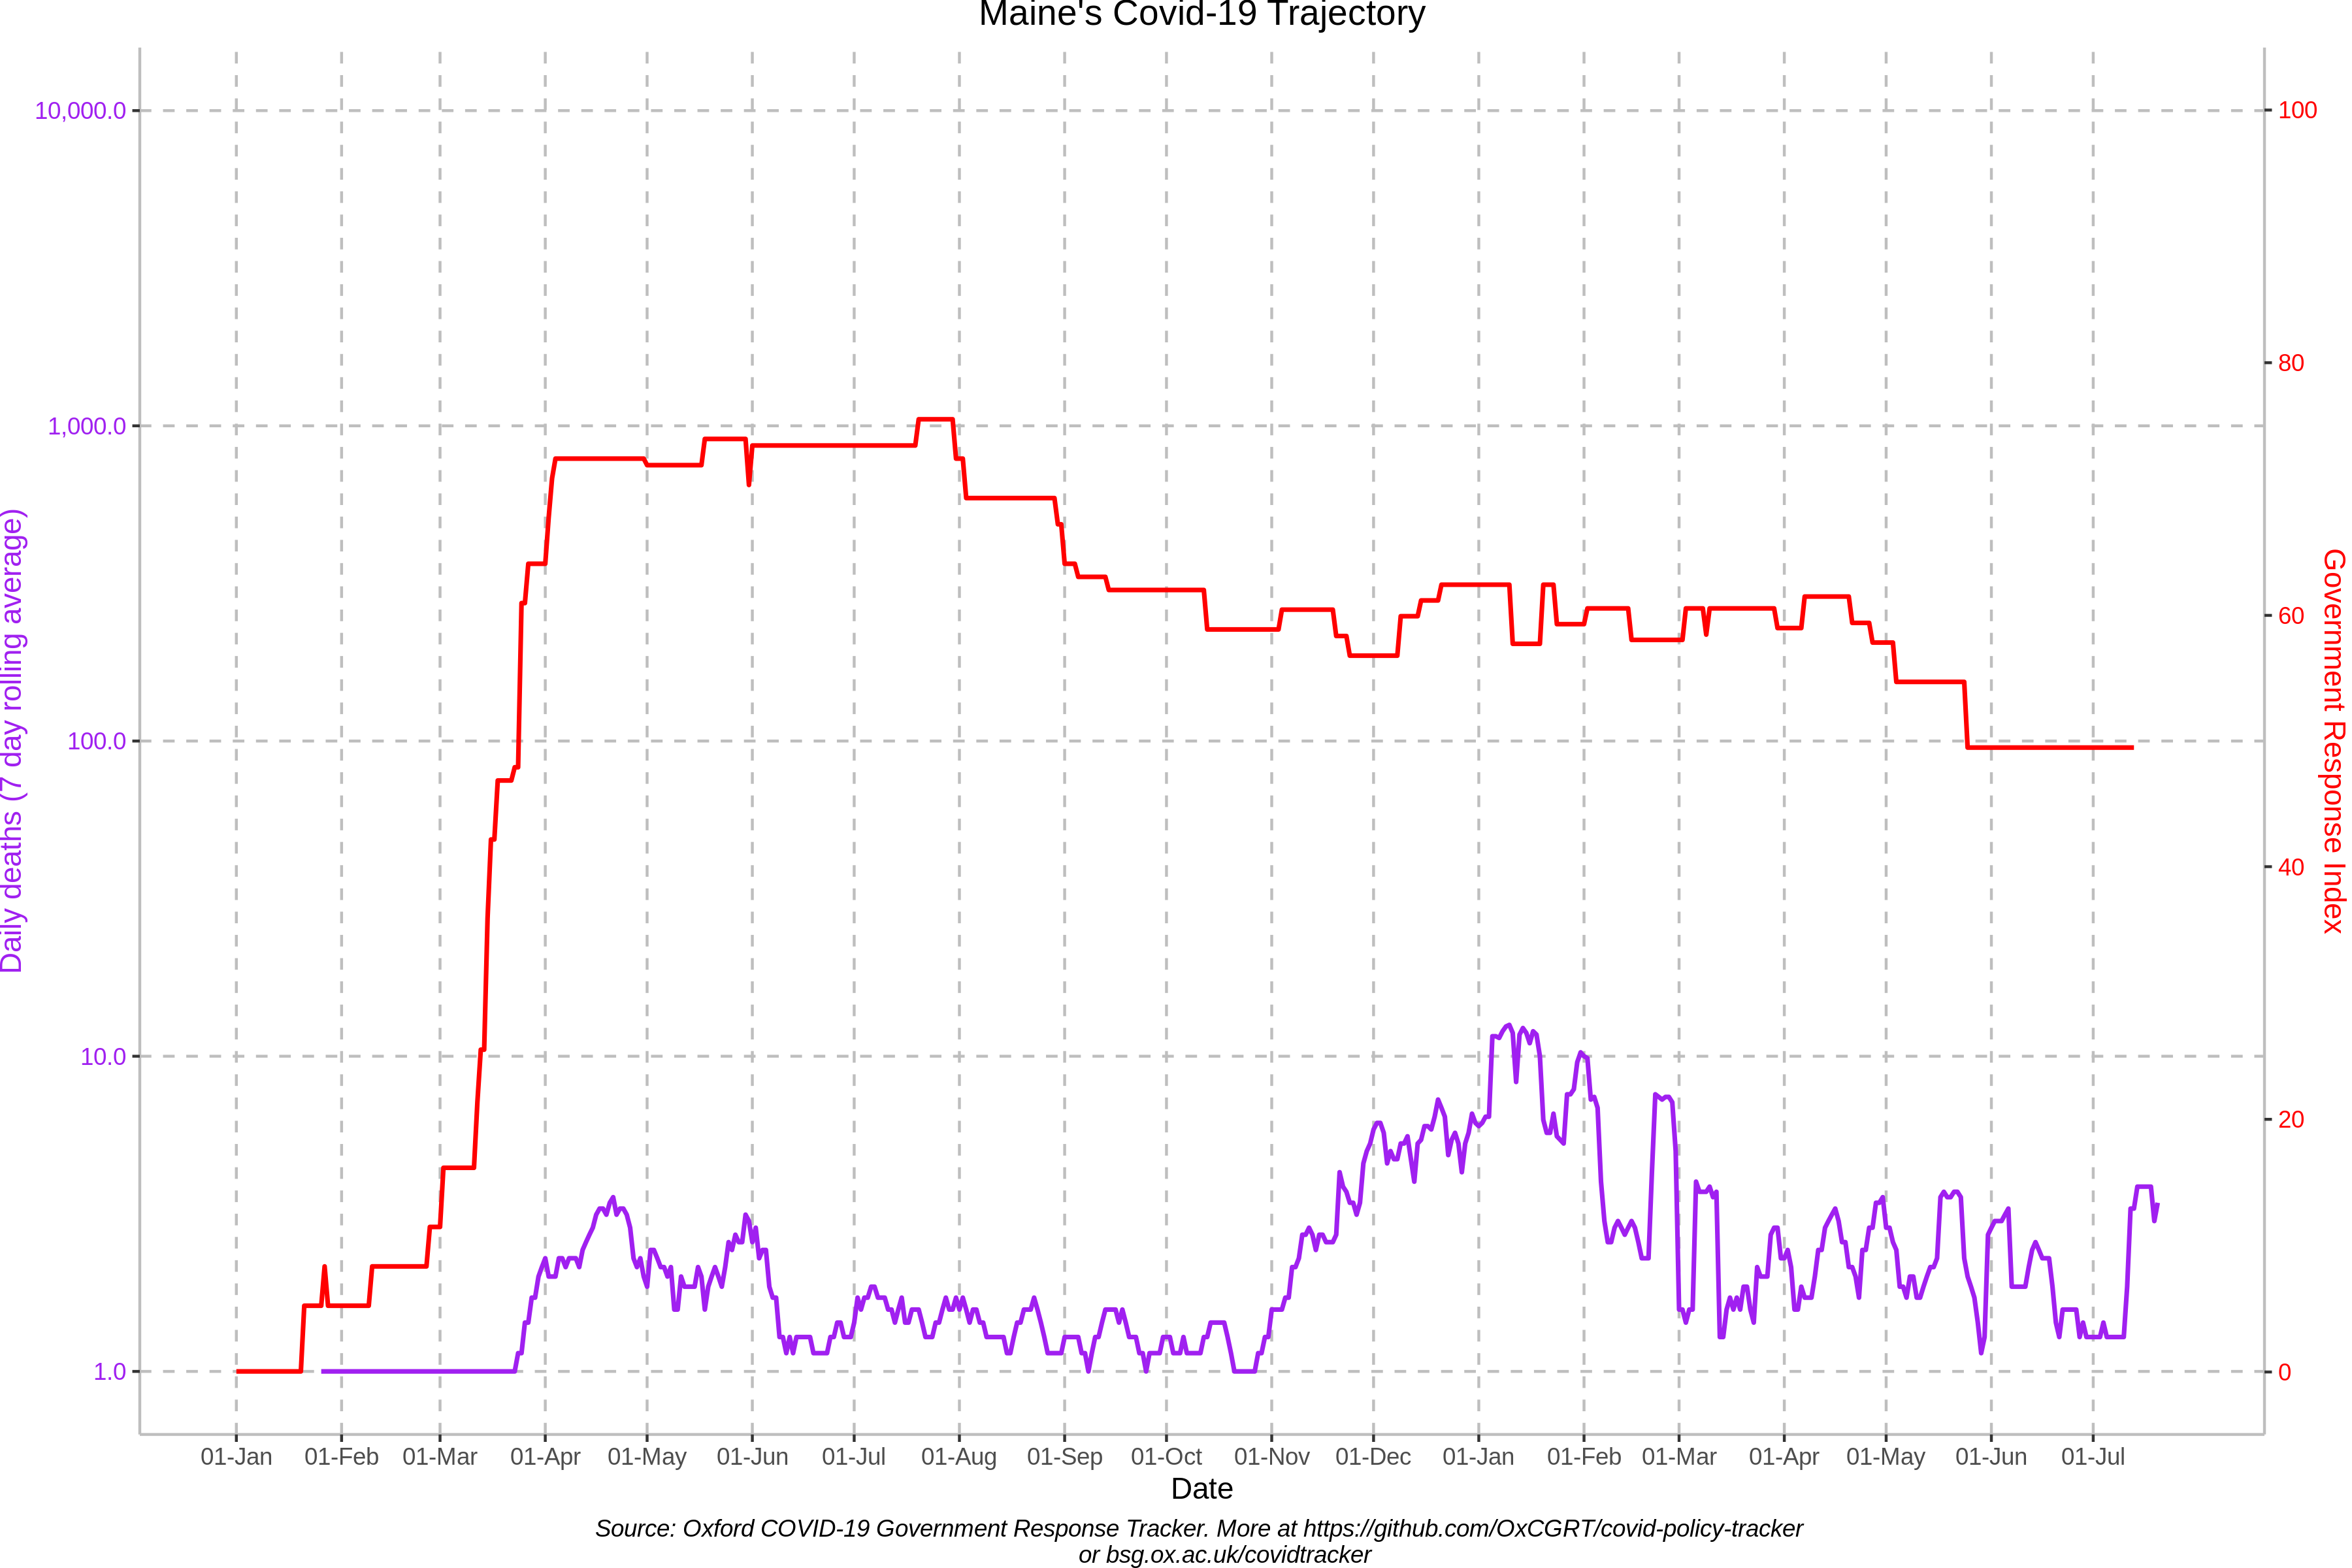 Maine's Covid-19 Trajectory
Daily deaths (7 day rolling average)
10,000.0
1,000.0
100.0
10.0
1.0
100
80
60
40
20
0
Government Response Index
01-Jan 01-Feb 01-Mar 01-Apr 01-May 01-Jun 01-Jul 01-Aug 01-Sep 01-Oct 01-Nov 01-Dec 01-Jan 01-Feb 01-Mar 01-Apr 01-May 01-Jun 01-Jul
Date
Source: Oxford COVID-19 Government Response Tracker. More at https://github.com/OxCGRT/covid-policy-tracker
or bsg.ox.ac.uk/covidtracker